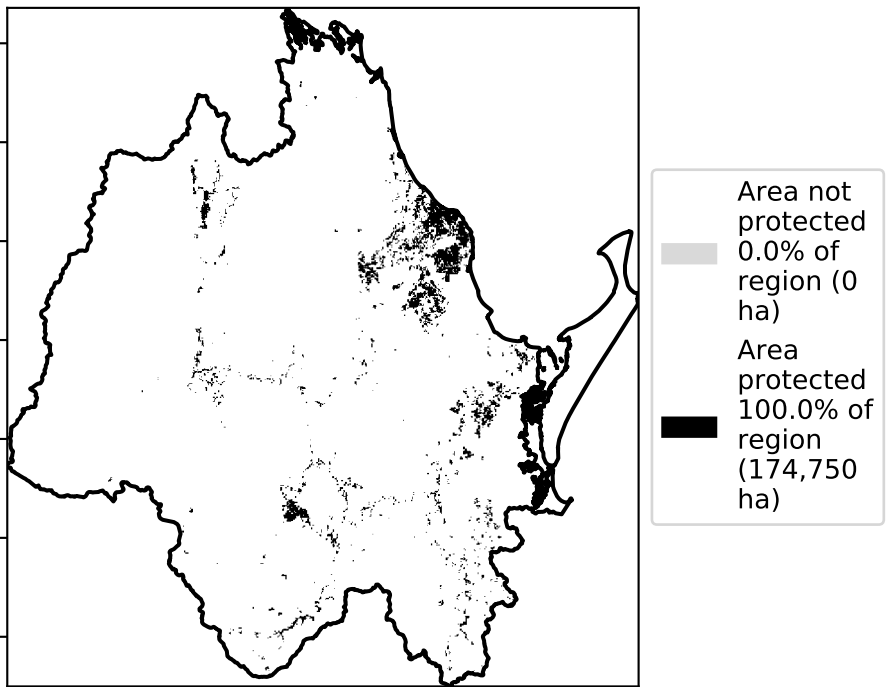 Area not
protected
0.0% of
region (0
ha)
Area
protected
100.0% of
region
(174,750
ha)